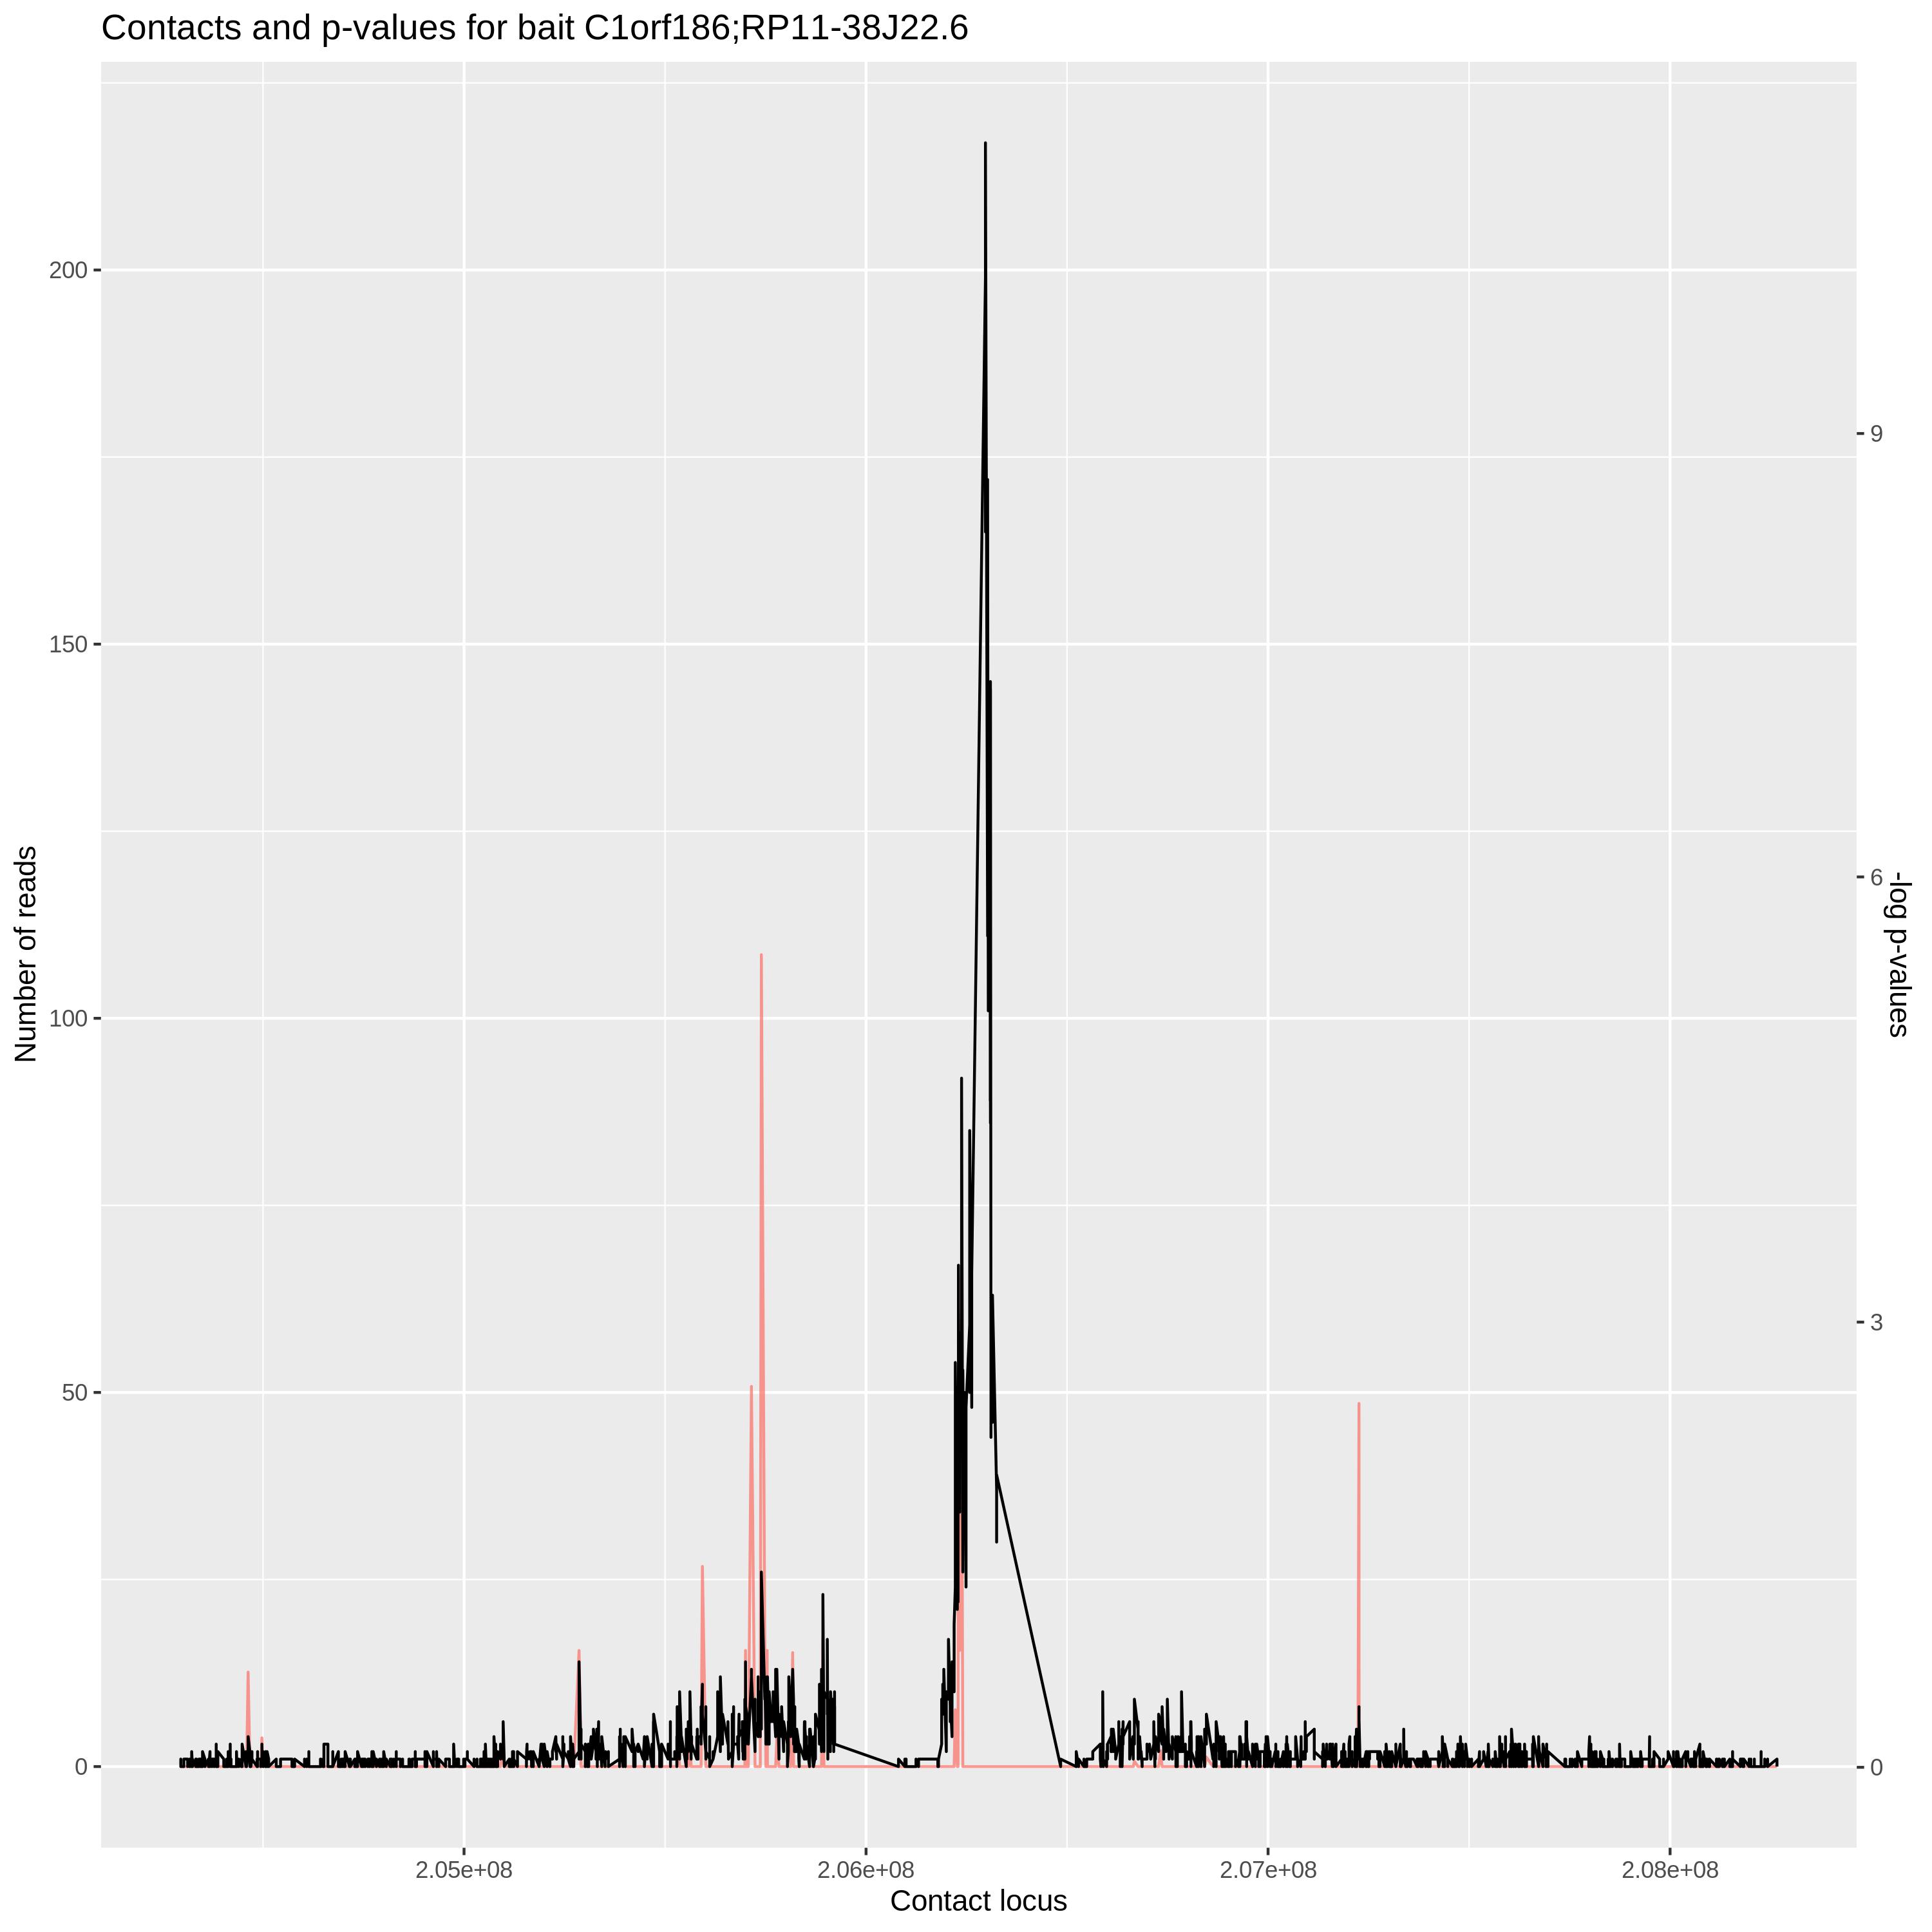 Contacts and p-values for bait C1orf186;RP11-38J22.6
Number of reads
200
150
100
50
0
9
6
3
0
-log p-values
2.05e+08 2.06e+08 2.07e+08 2.08e+08
Contact locus